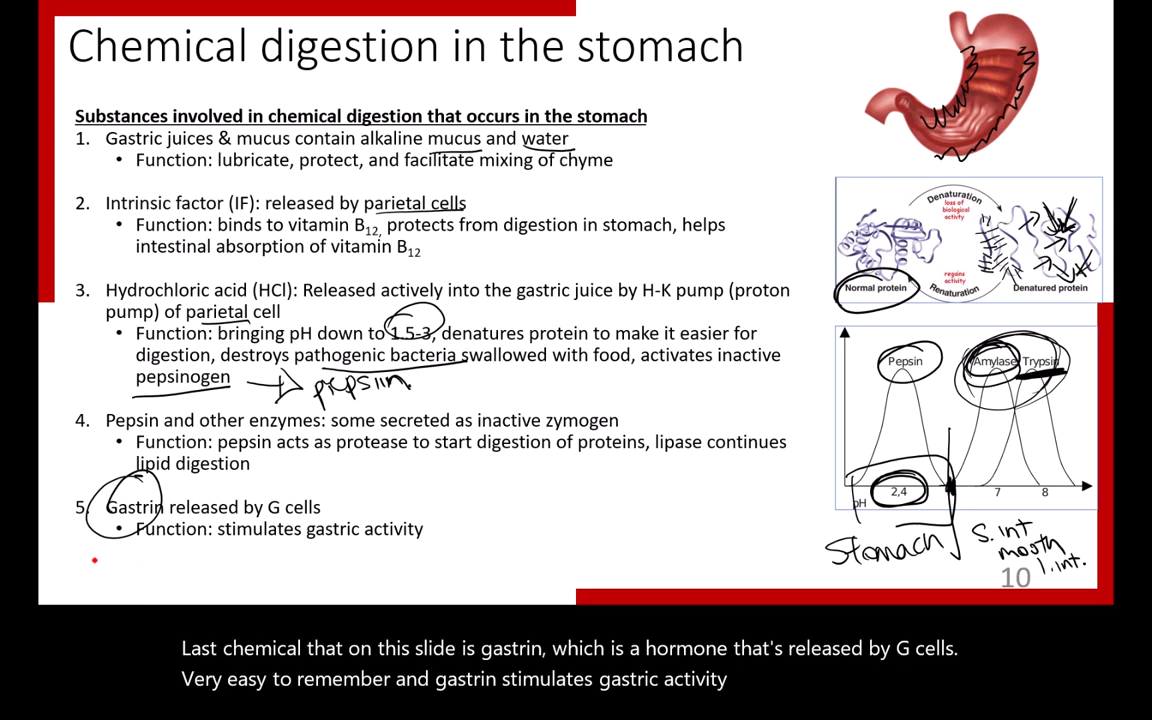 Chemical digestion in the stomach
Substances involved in chemical digestion that occurs in the stomach
1. Gastric juices & mucus contain alkaline mucus and water
• Function: lubricate, protect, and facilitate mixing of chyme
2. Intrinsic factor (IF): released by parietal cells
• Function: binds to vitamin B12, protects from digestion in stomach, helps
intestinal absorption of vitamin B12
3. Hydrochloric acid (HCl): Released actively into the gastric juice by H-K pump (proton
pump) of parietal cell
• Function: bringing pH down to 1.5-3, denatures protein to make it easier for
digestion, destroys pathogenic bacteria swallowed with food, activates inactive
pepsinogen
pepsin
4. Pepsin and other enzymes: some secreted as inactive zymogen
• Function: pepsin acts as protease to start digestion of proteins, lipase continues
lipid digestion
5. Gastrin released by G cells
• Function: stimulates gastric activity
Denaturation
loss of
biological
activty
regains
activity
Renaturation
Normal protein
Denatured protein
Pepsin
Amylase
Trypsin
pH
2,4
7
8
Stomach
S. int
mouth
l. int.
10
Last chemical that on this slide is gastrin, which is a hormone that's released by G cells.
Very easy to remember and gastrin stimulates gastric activity